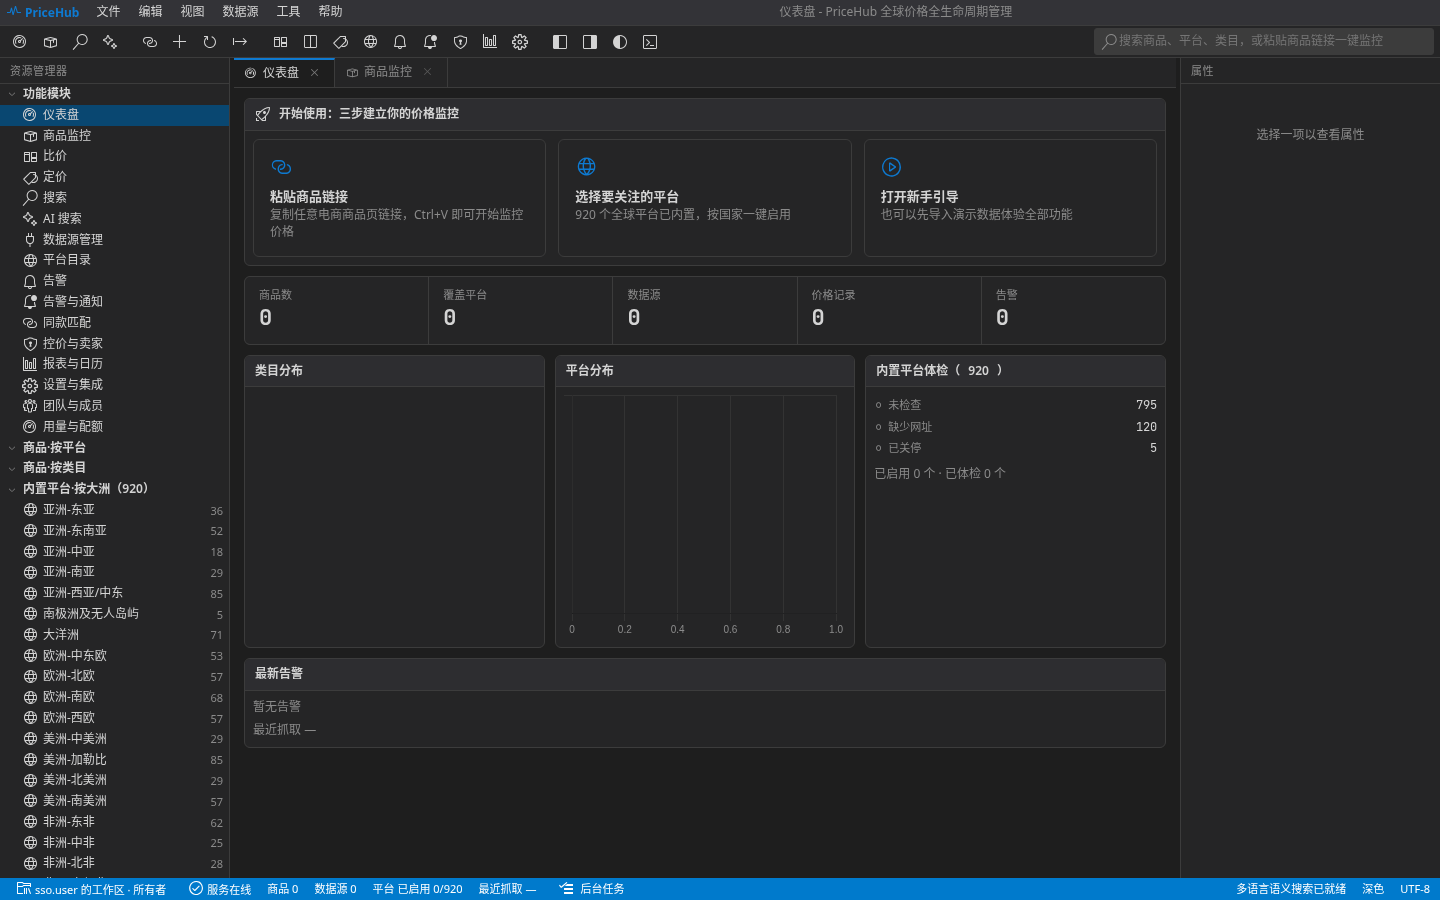 PriceHub 文件 编辑 视图 数据源 工具 帮助 仪表盘 - PriceHub 全球价格全生命周期管理
搜索商品、平台、类目，或粘贴商品链接一键监控
资源管理器
功能模块
仪表盘
商品监控
比价
定价
搜索
AI 搜索
数据源管理
平台目录
告警
告警与通知
同款匹配
控价与卖家
报表与日历
设置与集成
团队与成员
用量与配额
商品·按平台
商品·按类目
内置平台·按大洲（920）
亚洲-东亚 36
亚洲-东南亚 52
亚洲-中亚 18
亚洲-南亚 29
亚洲-西亚/中东 85
南极洲及无人岛屿 5
大洋洲 71
欧洲-中东欧 53
欧洲-北欧 57
欧洲-南欧 68
欧洲-西欧 57
美洲-中美洲 29
美洲-加勒比 85
美洲-北美洲 29
美洲-南美洲 57
非洲-东非 62
非洲-中非 25
非洲-北非 28
仪表盘 商品监控
开始使用：三步建立你的价格监控
粘贴商品链接
复制任意电商商品页链接，Ctrl+V 即可开始监控
价格
选择要关注的平台
920 个全球平台已内置，按国家一键启用
打开新手引导
也可以先导入演示数据体验全部功能
商品数 覆盖平台 数据源 价格记录 告警
0 0 0 0 0
类目分布
平台分布
0 0.2 0.4 0.6 0.8 1.0
内置平台体检（ 920 ）
未检查 795
缺少网址 120
已关停 5
已启用 0 个 · 已体检 0 个
最新告警
暂无告警
最近抓取 —
属性
选择一项以查看属性
sso.user 的工作区 · 所有者 服务在线 商品 0 数据源 0 平台 已启用 0/920 最近抓取 — 后台任务 多语言语义搜索已就绪 深色 UTF-8